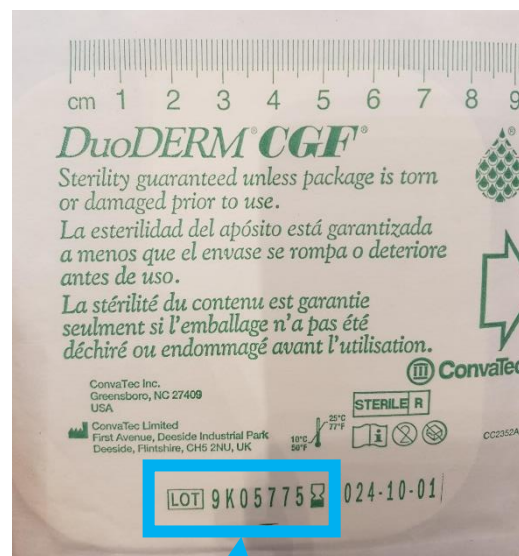 cm 1 2 3 4 5 6 7 8 9
DuoDERM® CGF®
Sterility guaranteed unless package is torn
or damaged prior to use.
La esterilidad del apósito está garantizada
a menos que el envase se rompa o deteriore
antes de uso.
La stérilité du contenu est garantie
seulment si l'emballage n'a pas été
déchiré ou endommagé avant l'utilisation.
ConvaTec
ConvaTec Inc.
Greensboro, NC 27409
USA
STERILE R
ConvaTec Limited
First Avenue, Deeside Industrial Park
Deeside, Flintshire, CH5 2NU, UK
25°C
77°F
10°C
50°F
CC2352A
LOT 9K05775 024-10-01